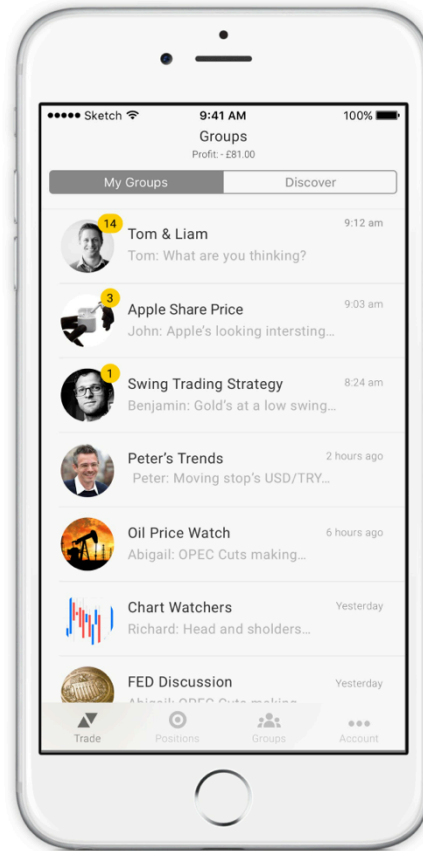 Sketch
9:41 AM
100%
Groups
Profit: - £81.00
My Groups
Discover
14
Tom & Liam
9:12 am
Tom: What are you thinking?
3
Apple Share Price
9:03 am
John: Apple's looking intersting...
1
Swing Trading Strategy
8:24 am
Benjamin: Gold's at a low swing...
Peter's Trends
2 hours ago
Peter: Moving stop's USD/TRY...
Oil Price Watch
6 hours ago
Abigail: OPEC Cuts making...
Chart Watchers
Yesterday
Richard: Head and sholders...
FED Discussion
Yesterday
Abigail: OPEC Cuts making...
Trade
Positions
Groups
Account